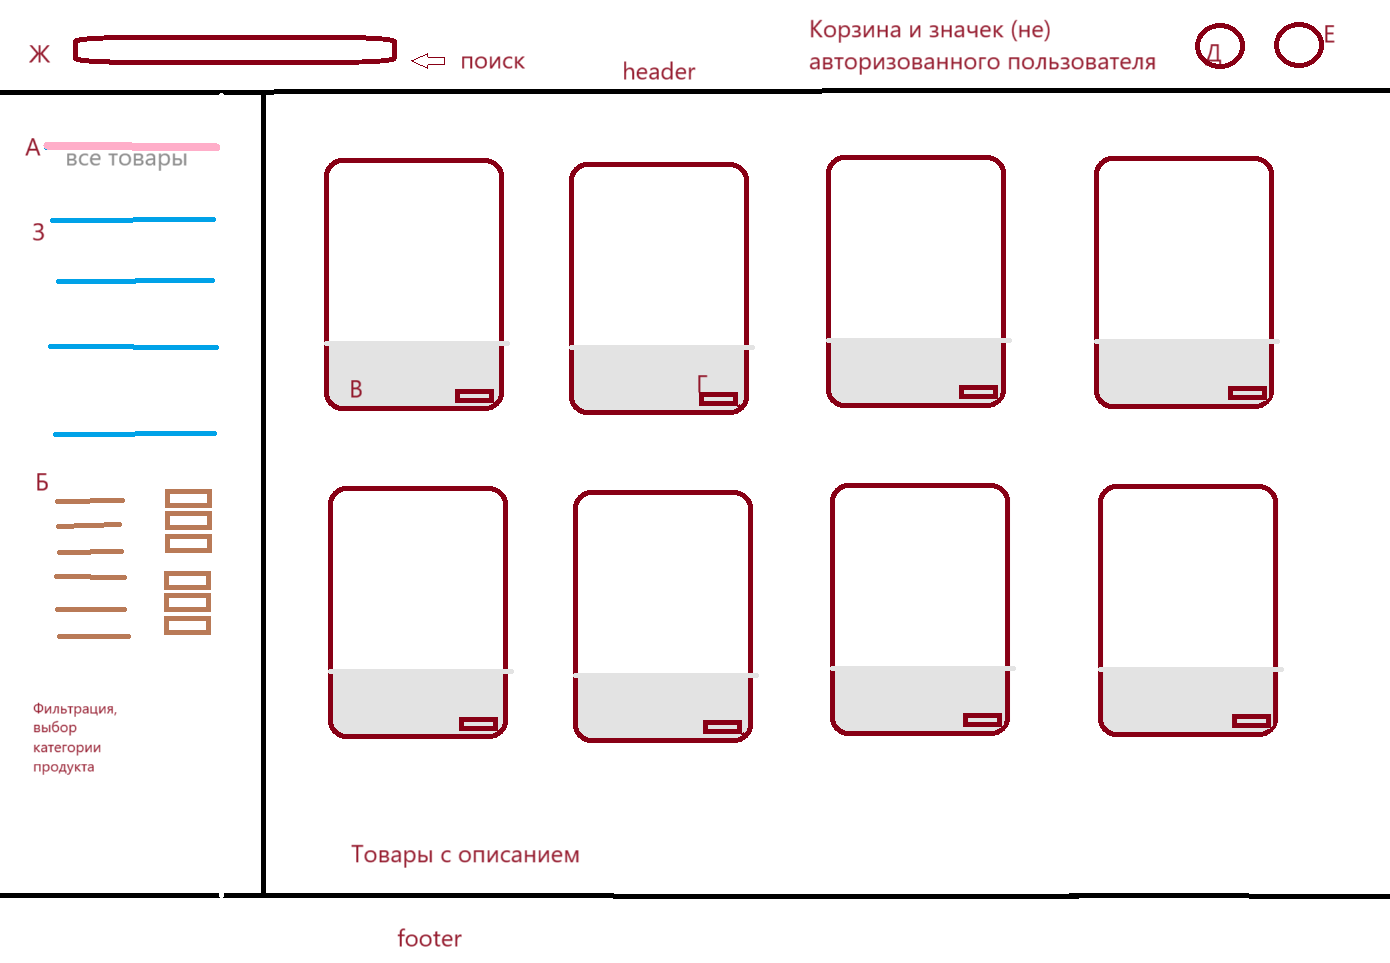 Ж
поиск
header
Корзина и значек (не)
авторизованного пользователя
Д
Е
А
все товары
З
В
Г
Б
Фильтрация,
выбор
категории
продукта
Товары с описанием
footer